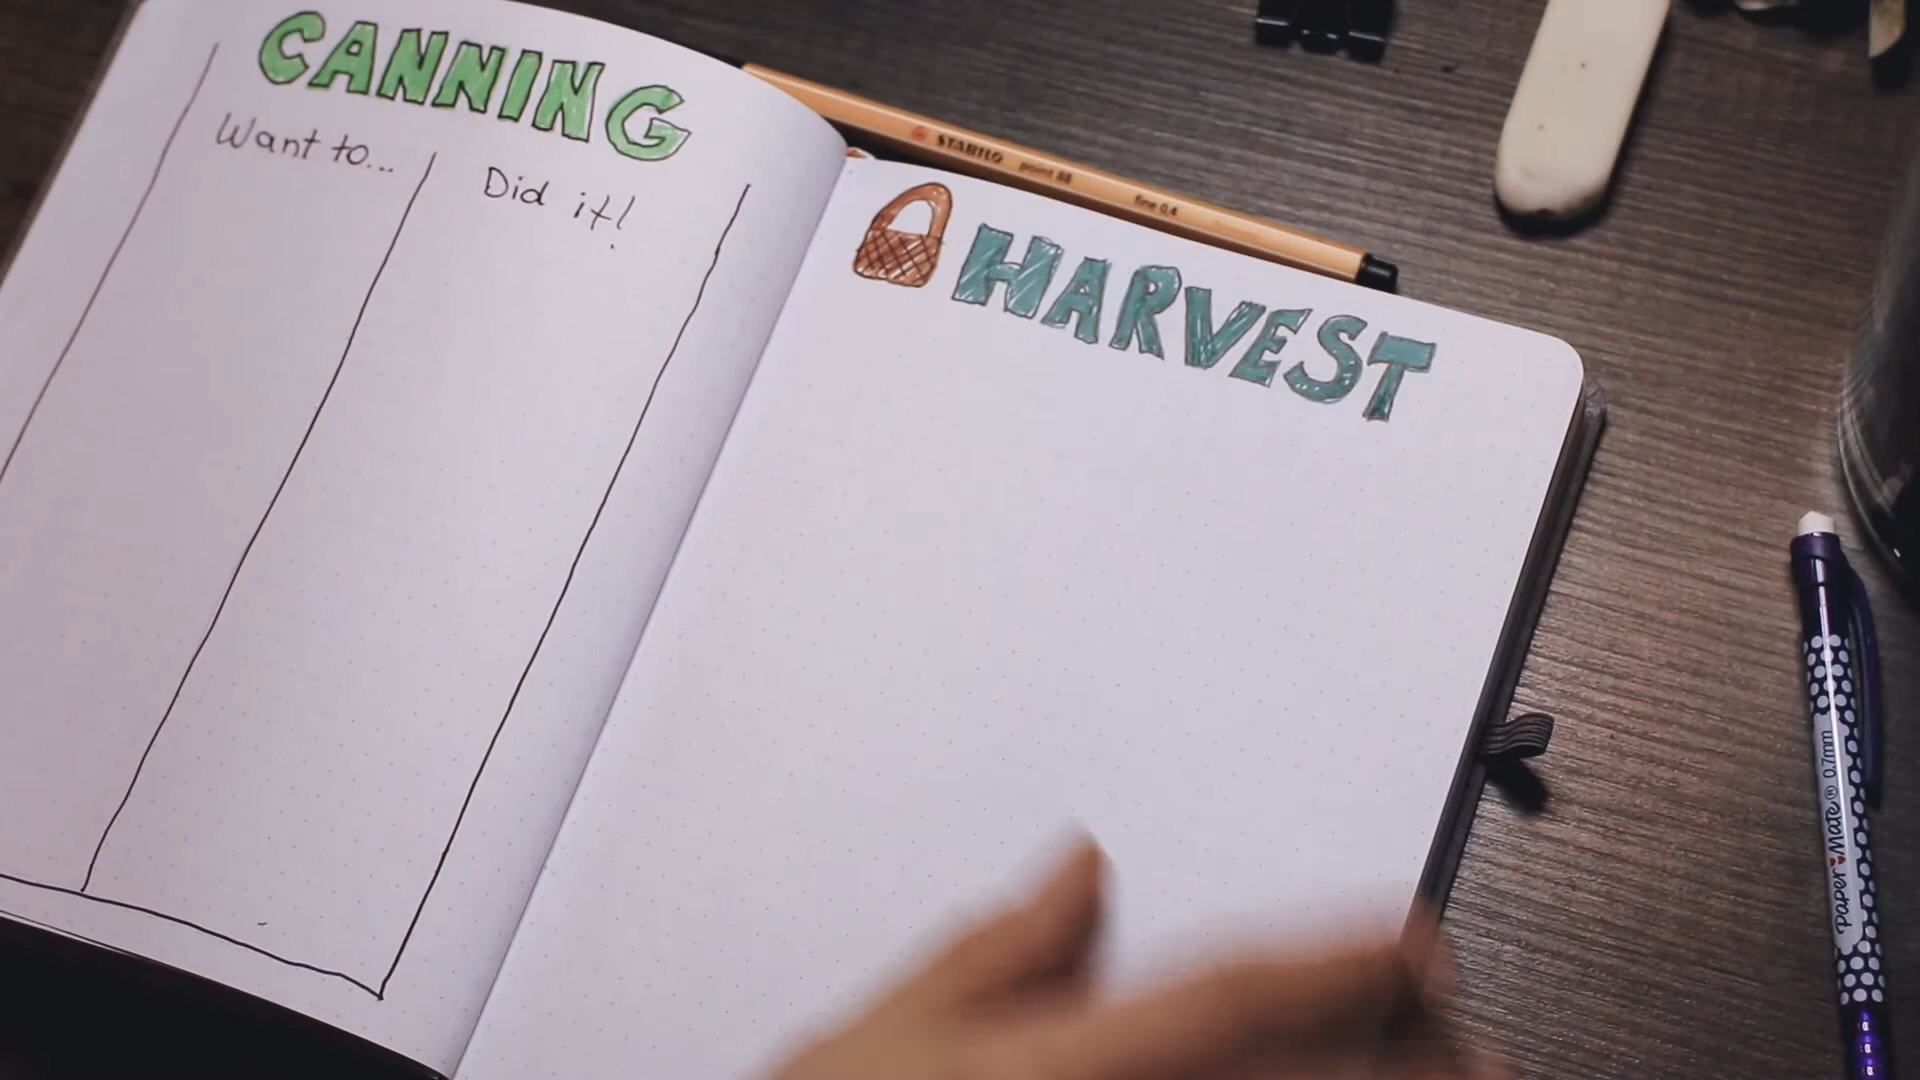 CANNING
Want to...
Did it!
HARVEST
STABILO point 88 fine 0.4
Paper Mate® 0.7mm